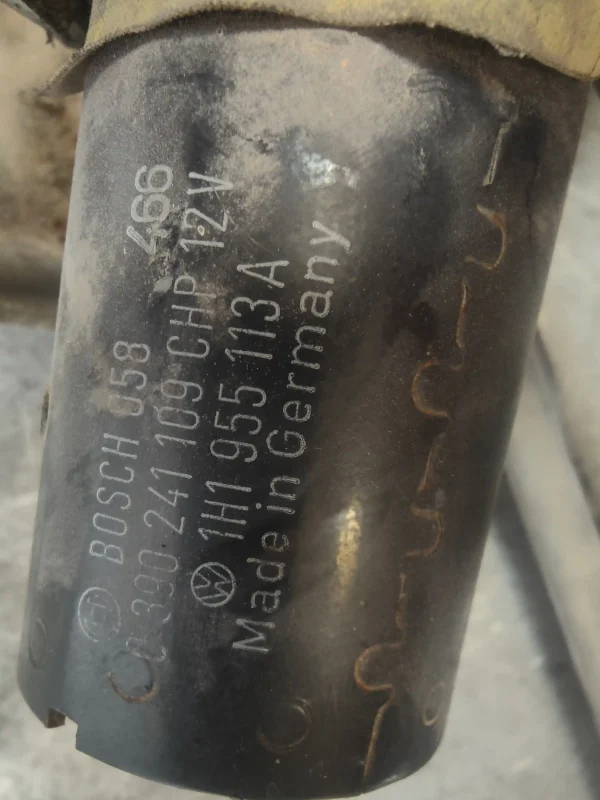 BOSCH 058 466
0 390 241 109 CHP 12V
1H1 955 113 A
Made in Germany